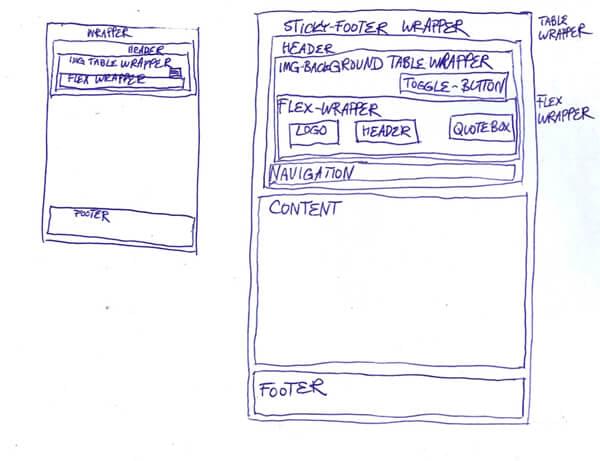 WRAPPER
HEADER
IMG TABLE WRAPPER
FLEX WRAPPER
FOOTER
STICKY-FOOTER WRAPPER
HEADER
IMG-BACKGROUND TABLE WRAPPER
TOGGLE-BUTTON
FLEX-WRAPPER
LOGO HEADER QUOTEBOX
NAVIGATION
CONTENT
FOOTER
TABLE
WRAPPER
FLEX
WRAPPER